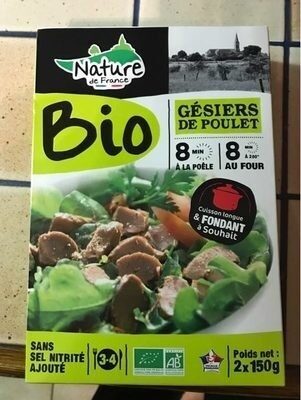 Nature
de France
Bio
GÉSIERS
DE POULET
8 MIN
À LA POÊLE
8 MIN
À 200°
AU FOUR
Cuisson longue
& FONDANT
à Souhait
SANS
SEL NITRITÉ
AJOUTÉ
3-4
AB
Poids net :
2x150g